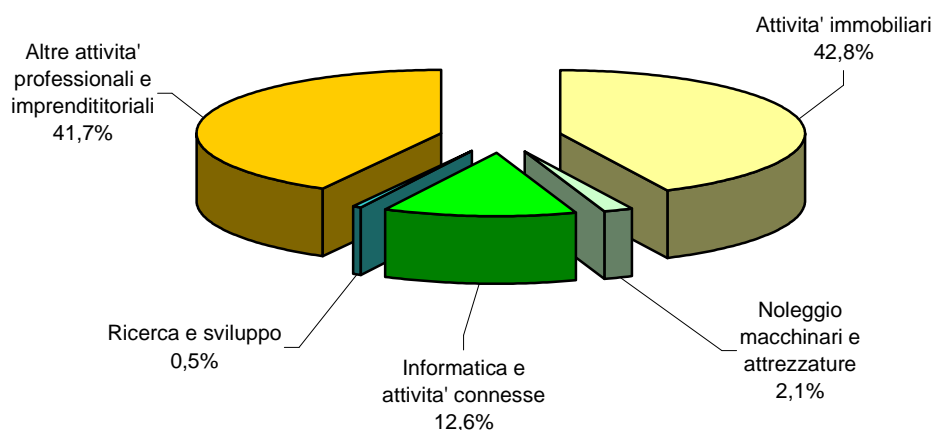 Attivita' immobiliari
42,8%
Altre attivita'
professionali e
imprendititoriali
41,7%
Noleggio
macchinari e
attrezzature
2,1%
Ricerca e sviluppo
0,5%
Informatica e
attivita' connesse
12,6%